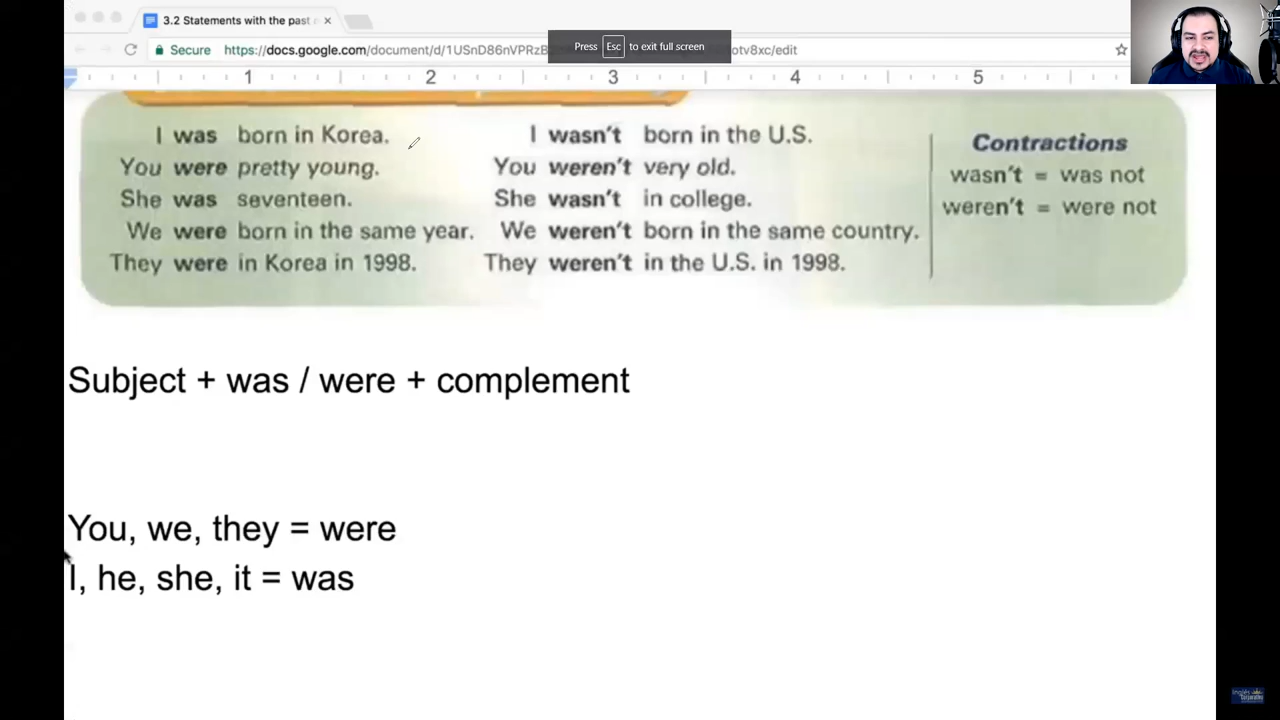 3.2 Statements with the past
Secure https://docs.google.com/document/d/1USnD86nVPRzB
Press Esc to exit full screen
otv8xc/edit
1 2 3 4 5
I was born in Korea. I wasn't born in the U.S.
You were pretty young. You weren't very old.
She was seventeen. She wasn't in college.
We were born in the same year. We weren't born in the same country.
They were in Korea in 1998. They weren't in the U.S. in 1998.
Contractions
wasn't = was not
weren't = were not
Subject + was / were + complement
You, we, they = were
I, he, she, it = was